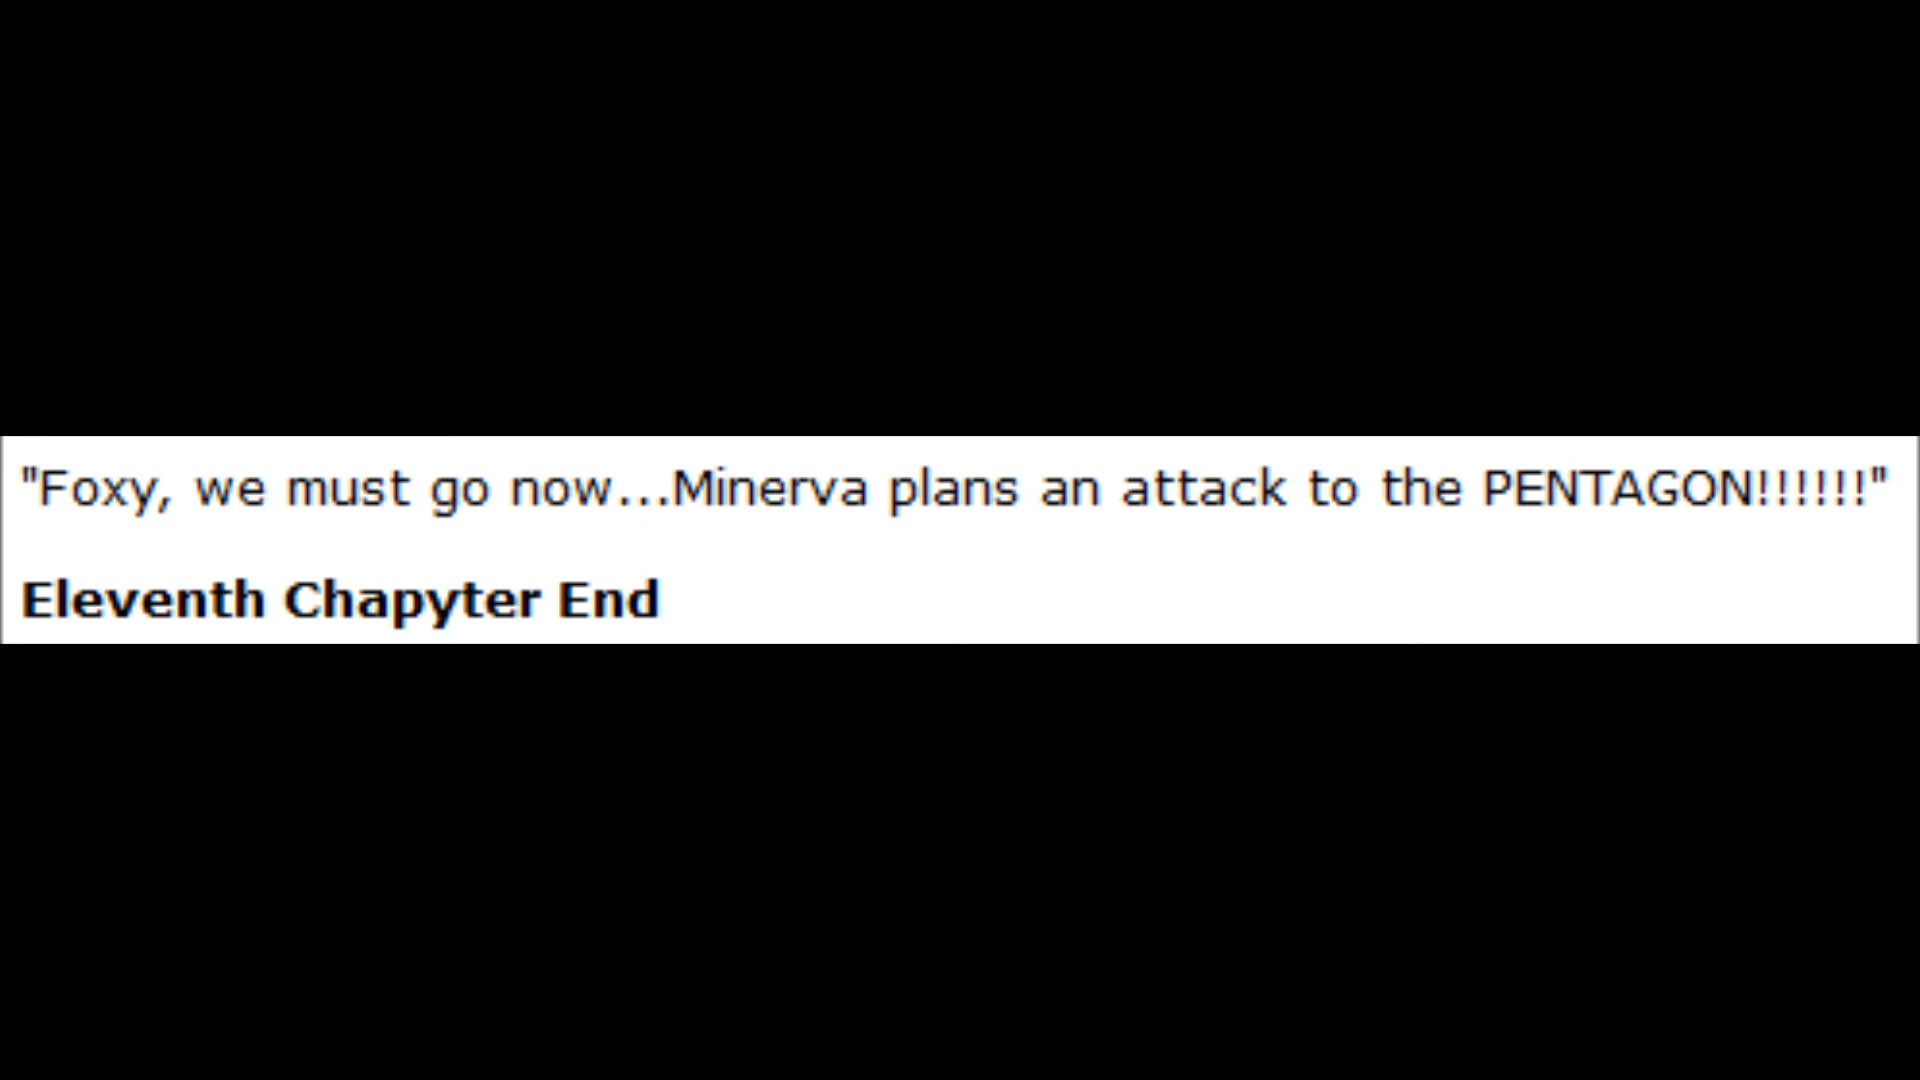 "Foxy, we must go now...Minerva plans an attack to the PENTAGON!!!!!!"
Eleventh Chapyter End